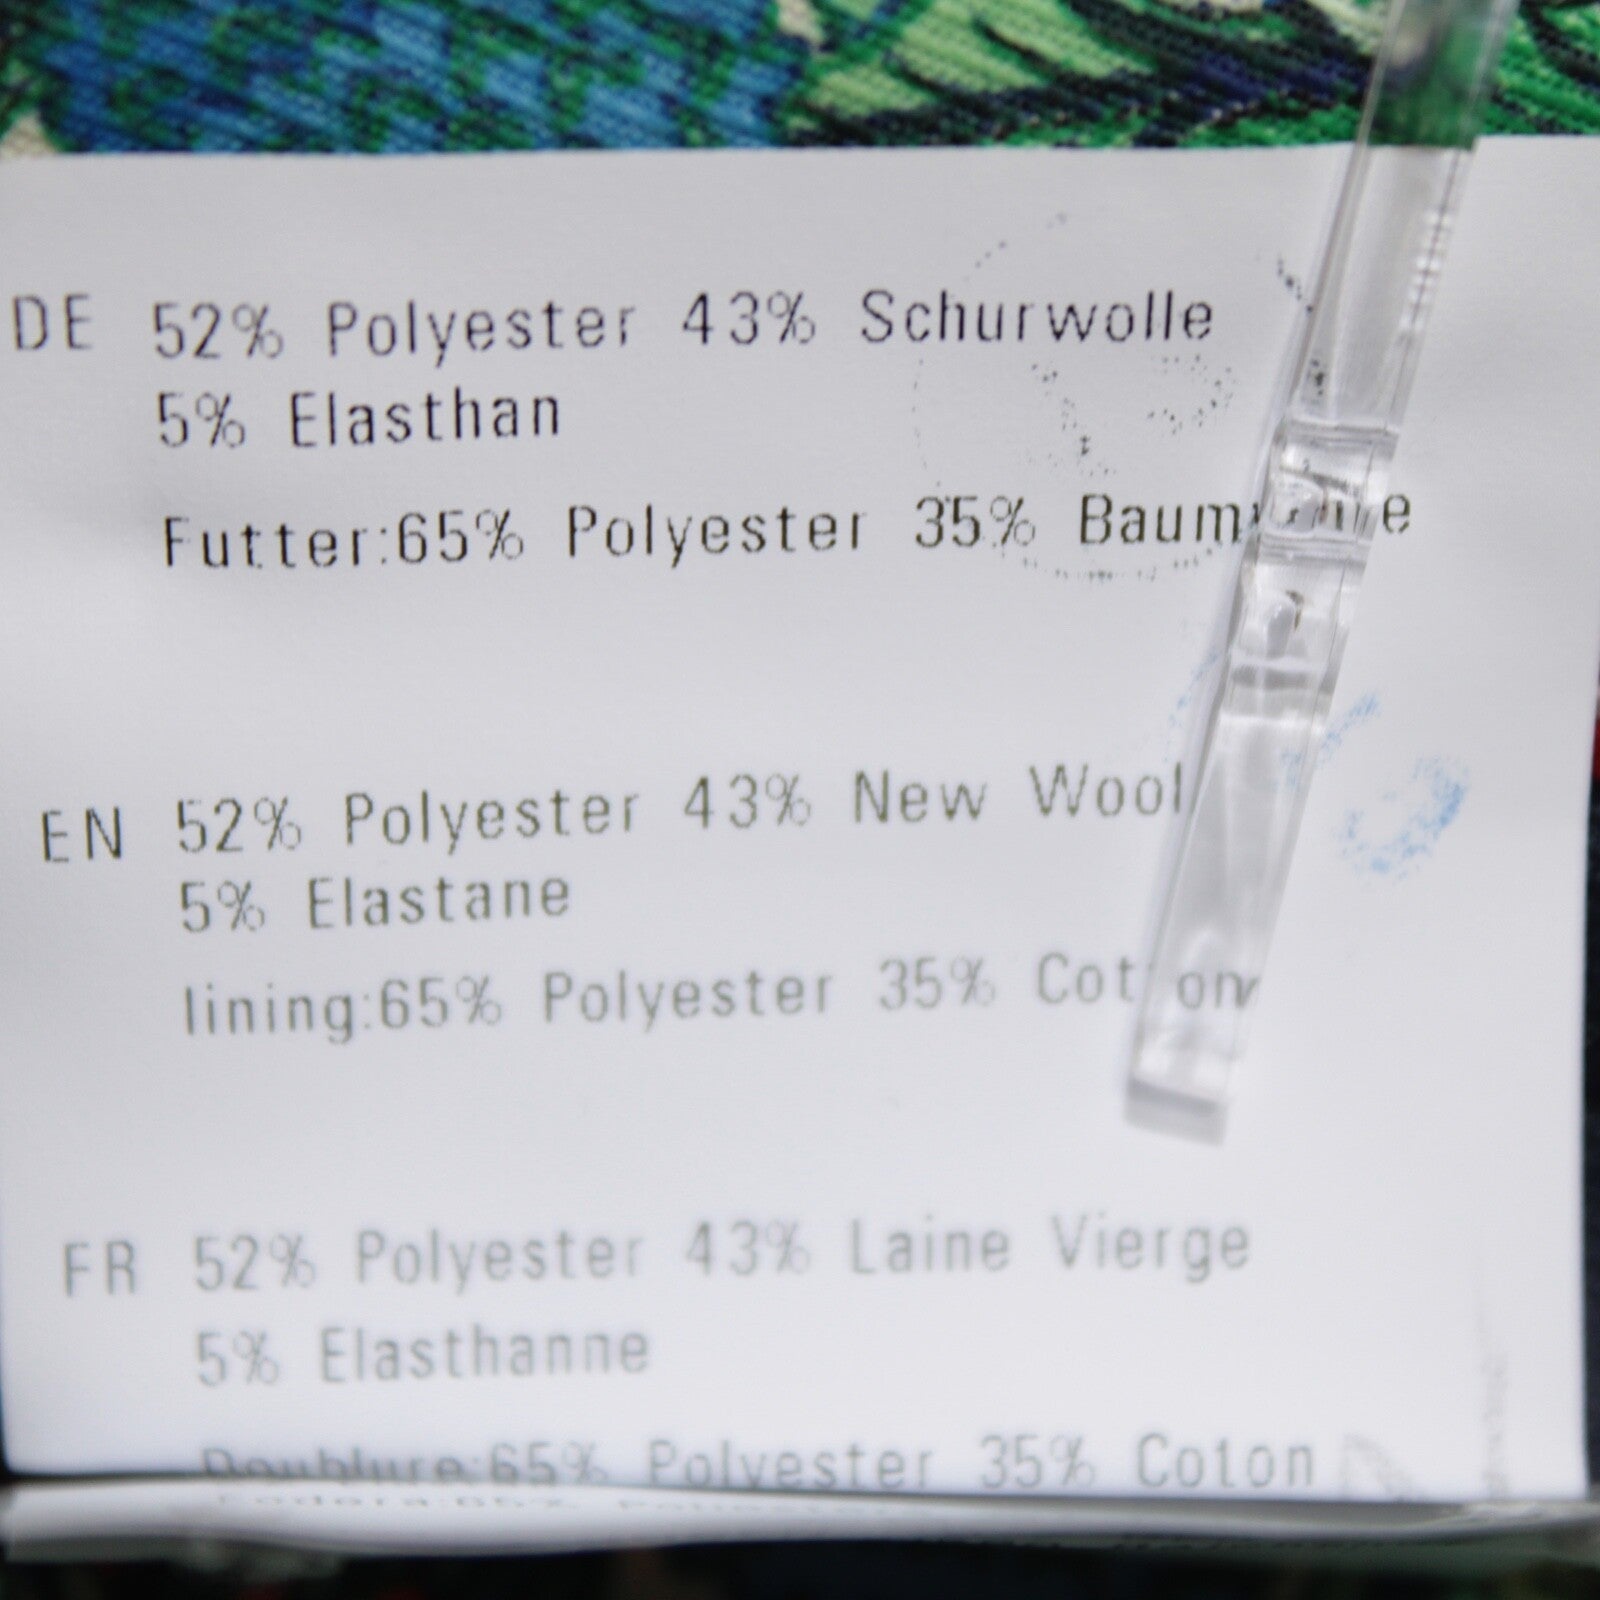 DE 52% Polyester 43% Schurwolle
5% Elasthan
Futter:65% Polyester 35%
EN 52% Polyester 43% New Wool
5% Elastane
lining:65% Polyester 35% Cotton
FR 52% Polyester 43% Laine Vierge
5% Elasthanne
Doublure:65% Polyester 35% Coton